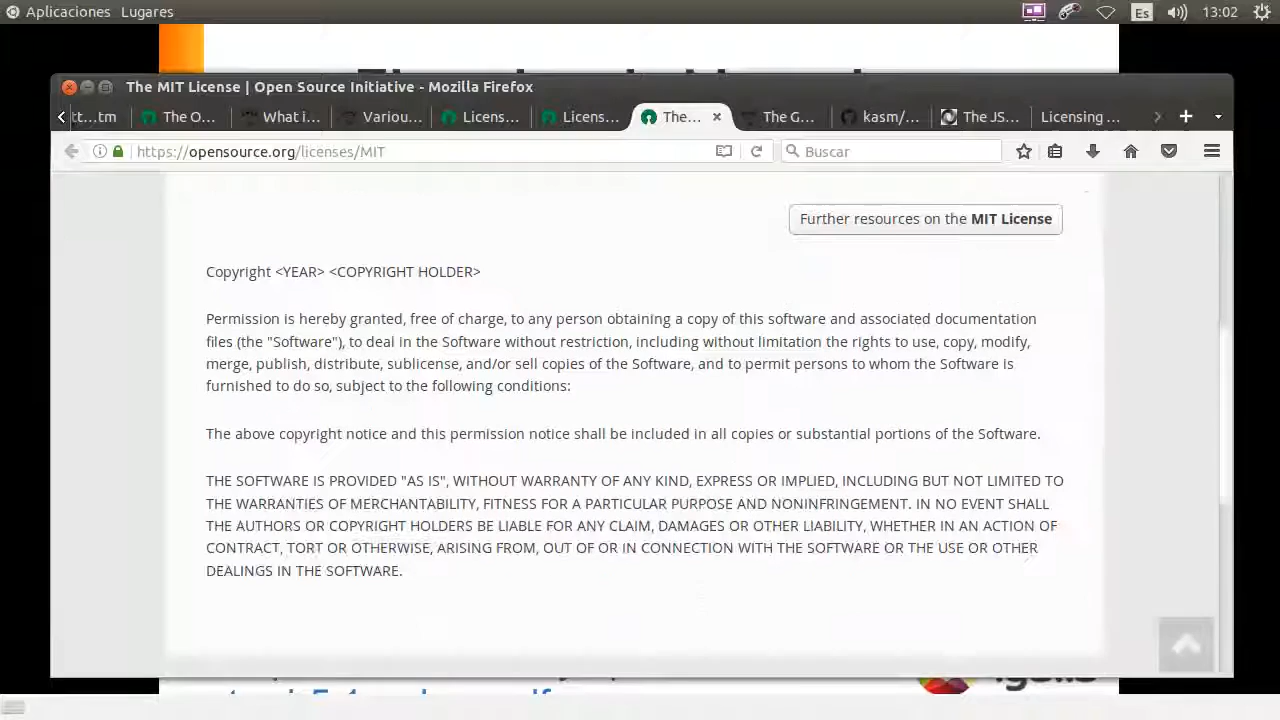 Aplicaciones Lugares Es 13:02
The MIT License | Open Source Initiative - Mozilla Firefox
tt...tm The O... What i... Variou... Licens... Licens... The... The G... kasm/... The JS... Licensing ...
https://opensource.org/licenses/MIT Buscar
Further resources on the MIT License
Copyright <YEAR> <COPYRIGHT HOLDER>
Permission is hereby granted, free of charge, to any person obtaining a copy of this software and associated documentation
files (the "Software"), to deal in the Software without restriction, including without limitation the rights to use, copy, modify,
merge, publish, distribute, sublicense, and/or sell copies of the Software, and to permit persons to whom the Software is
furnished to do so, subject to the following conditions:
The above copyright notice and this permission notice shall be included in all copies or substantial portions of the Software.
THE SOFTWARE IS PROVIDED "AS IS", WITHOUT WARRANTY OF ANY KIND, EXPRESS OR IMPLIED, INCLUDING BUT NOT LIMITED TO
THE WARRANTIES OF MERCHANTABILITY, FITNESS FOR A PARTICULAR PURPOSE AND NONINFRINGEMENT. IN NO EVENT SHALL
THE AUTHORS OR COPYRIGHT HOLDERS BE LIABLE FOR ANY CLAIM, DAMAGES OR OTHER LIABILITY, WHETHER IN AN ACTION OF
CONTRACT, TORT OR OTHERWISE, ARISING FROM, OUT OF OR IN CONNECTION WITH THE SOFTWARE OR THE USE OR OTHER
DEALINGS IN THE SOFTWARE.